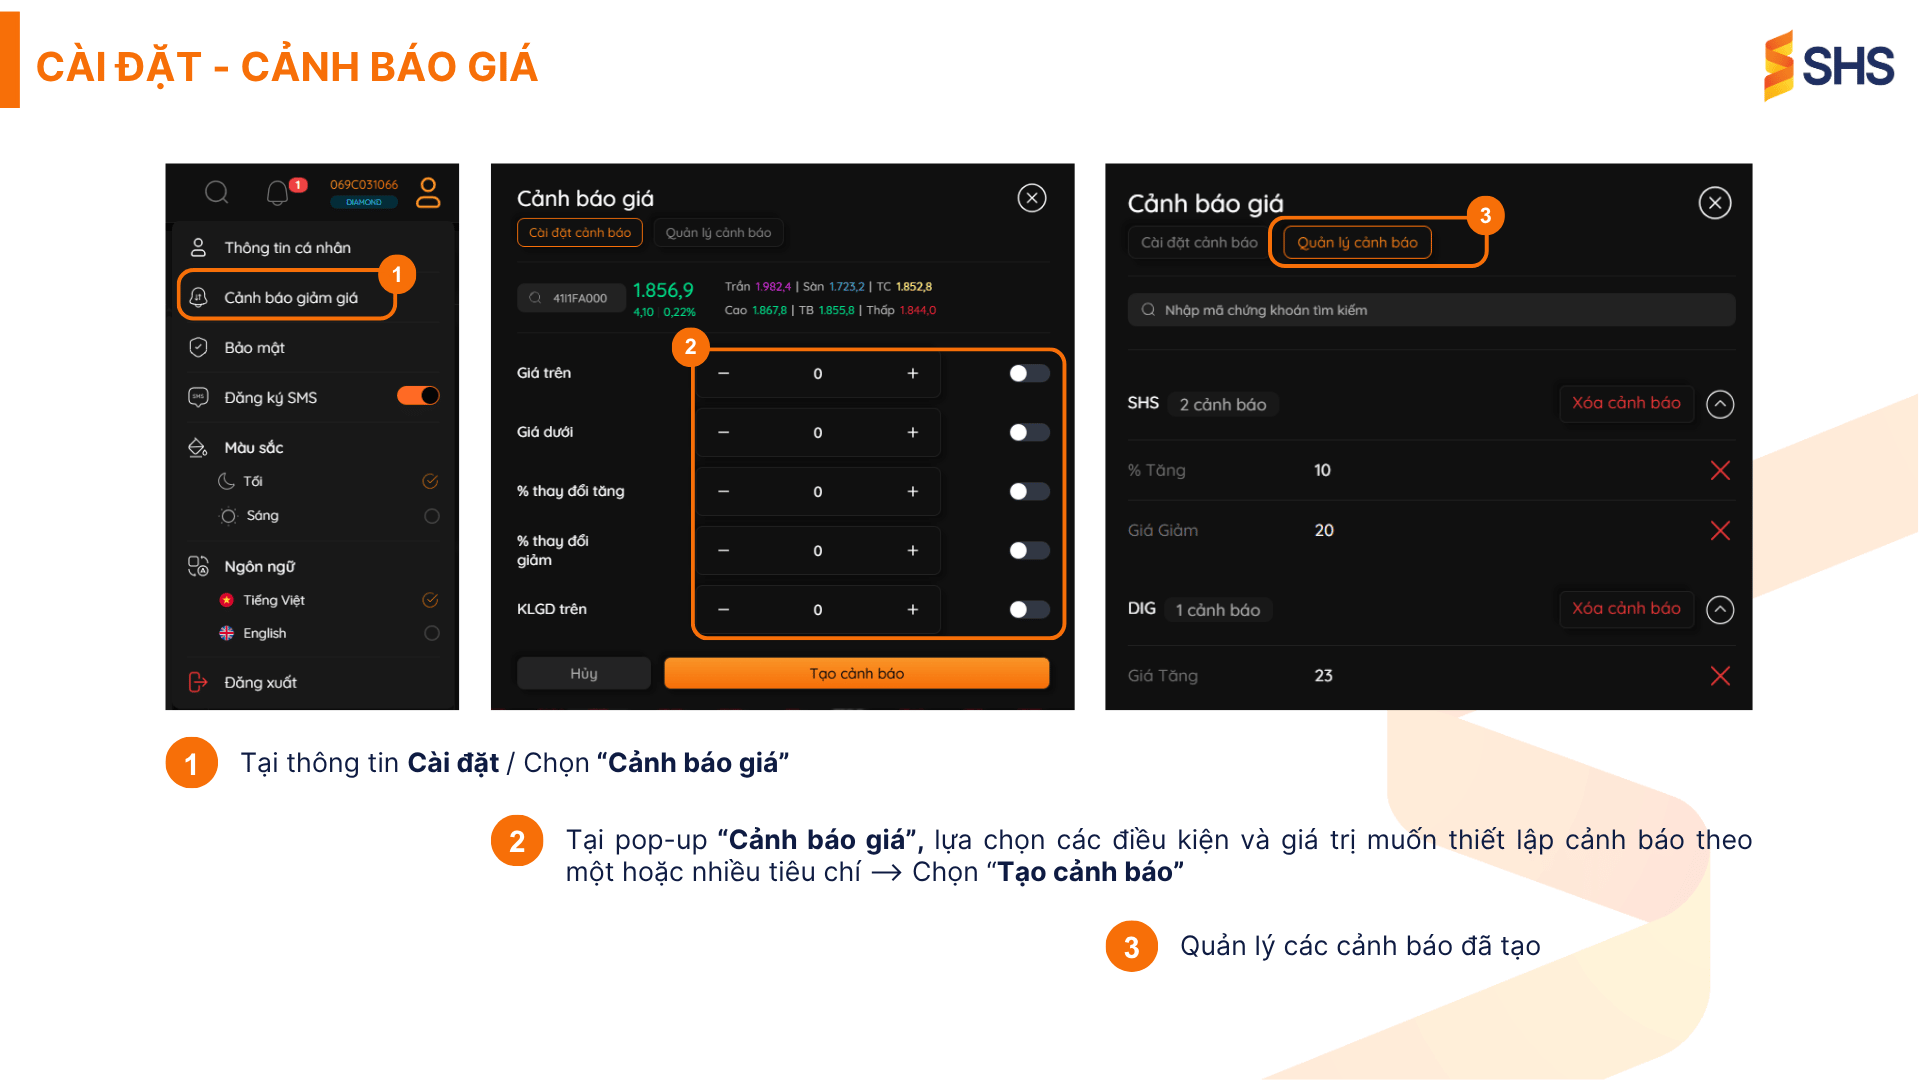 CÀI ĐẶT - CẢNH BÁO GIÁ
SHS
1
069C031066
DIAMOND
Thông tin cá nhân
1
Cảnh báo giảm giá
Bảo mật
SMS
Đăng ký SMS
Màu sắc
Tối
Sáng
Ngôn ngữ
Tiếng Việt
English
Đăng xuất
Cảnh báo giá
Cài đặt cảnh báo
Quản lý cảnh báo
41I1FA000
1.856,9
4,10 0,22%
Trần 1.982,4 | Sàn 1.723,2 | TC 1.852,8
Cao 1.867,8 | TB 1.855,8 | Thấp 1.844,0
2
Giá trên
− 0 +
Giá dưới
− 0 +
% thay đổi tăng
− 0 +
% thay đổi
giảm
− 0 +
KLGD trên
− 0 +
Hủy
Tạo cảnh báo
Cảnh báo giá
Cài đặt cảnh báo
Quản lý cảnh báo
3
Nhập mã chứng khoán tìm kiếm
SHS 2 cảnh báo Xóa cảnh báo
% Tăng 10
Giá Giảm 20
DIG 1 cảnh báo Xóa cảnh báo
Giá Tăng 23
1 Tại thông tin Cài đặt / Chọn “Cảnh báo giá”
2 Tại pop-up “Cảnh báo giá”, lựa chọn các điều kiện và giá trị muốn thiết lập cảnh báo theo
một hoặc nhiều tiêu chí → Chọn “Tạo cảnh báo”
3 Quản lý các cảnh báo đã tạo